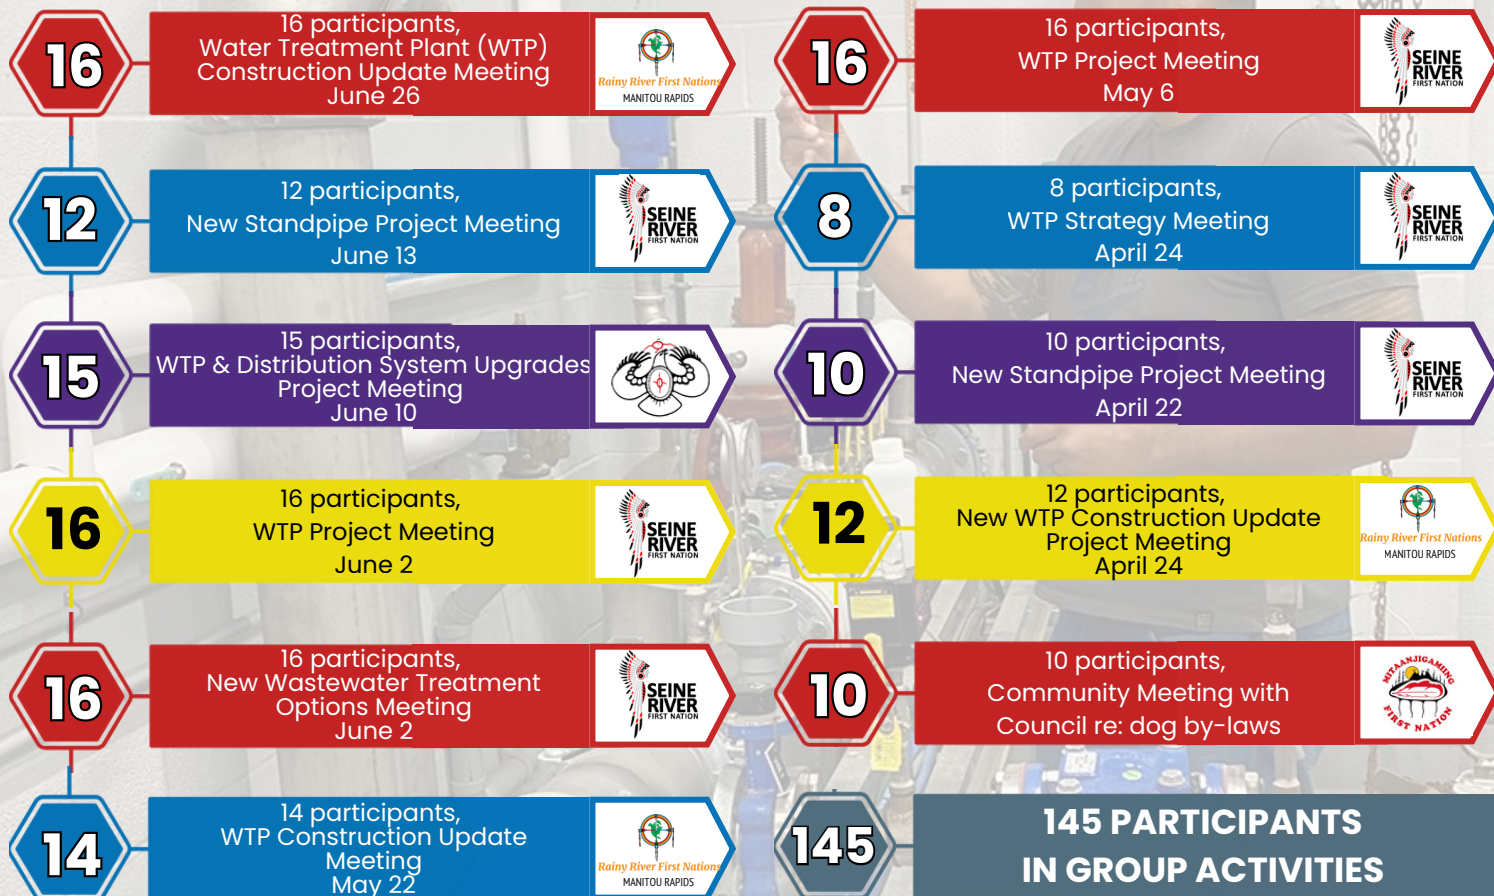 16
16 participants,
Water Treatment Plant (WTP)
Construction Update Meeting
June 26
Rainy River First Nations
MANITOU RAPIDS
12
12 participants,
New Standpipe Project Meeting
June 13
SEINE
RIVER
FIRST NATION
15
15 participants,
WTP & Distribution System Upgrades
Project Meeting
June 10
16
16 participants,
WTP Project Meeting
June 2
SEINE
RIVER
FIRST NATION
16
16 participants,
New Wastewater Treatment
Options Meeting
June 2
SEINE
RIVER
FIRST NATION
14
14 participants,
WTP Construction Update
Meeting
May 22
Rainy River First Nations
MANITOU RAPIDS
16
16 participants,
WTP Project Meeting
May 6
SEINE
RIVER
FIRST NATION
8
8 participants,
WTP Strategy Meeting
April 24
SEINE
RIVER
FIRST NATION
10
10 participants,
New Standpipe Project Meeting
April 22
SEINE
RIVER
FIRST NATION
12
12 participants,
New WTP Construction Update
Project Meeting
April 24
Rainy River First Nations
MANITOU RAPIDS
10
10 participants,
Community Meeting with
Council re: dog by-laws
MITAANJIGAMIING
FIRST NATION
145
145 PARTICIPANTS
IN GROUP ACTIVITIES